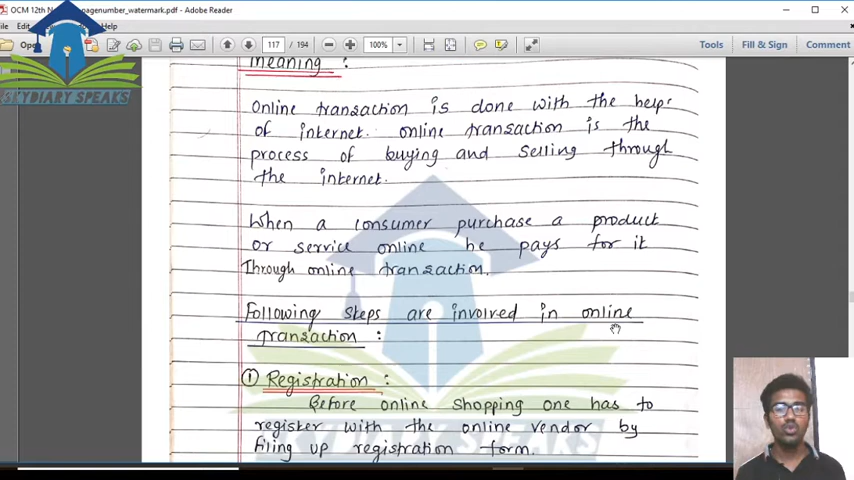 OCM 12th N pagenumber_watermark.pdf - Adobe Reader
File Edit Help
Open 117 / 194 100% Tools Fill & Sign Comment
SKYDIARY SPEAKS
Meaning :
Online transaction is done with the help
of internet. online transaction is the
process of buying and selling through
the internet.
When a consumer purchase a product
or service online he pays for it
Through online transaction.
Following steps are involved in online
transaction :
① Registration :
Before online shopping one has to
register with the online vendor by
filing up registration form.
SKYDIARY SPEAKS